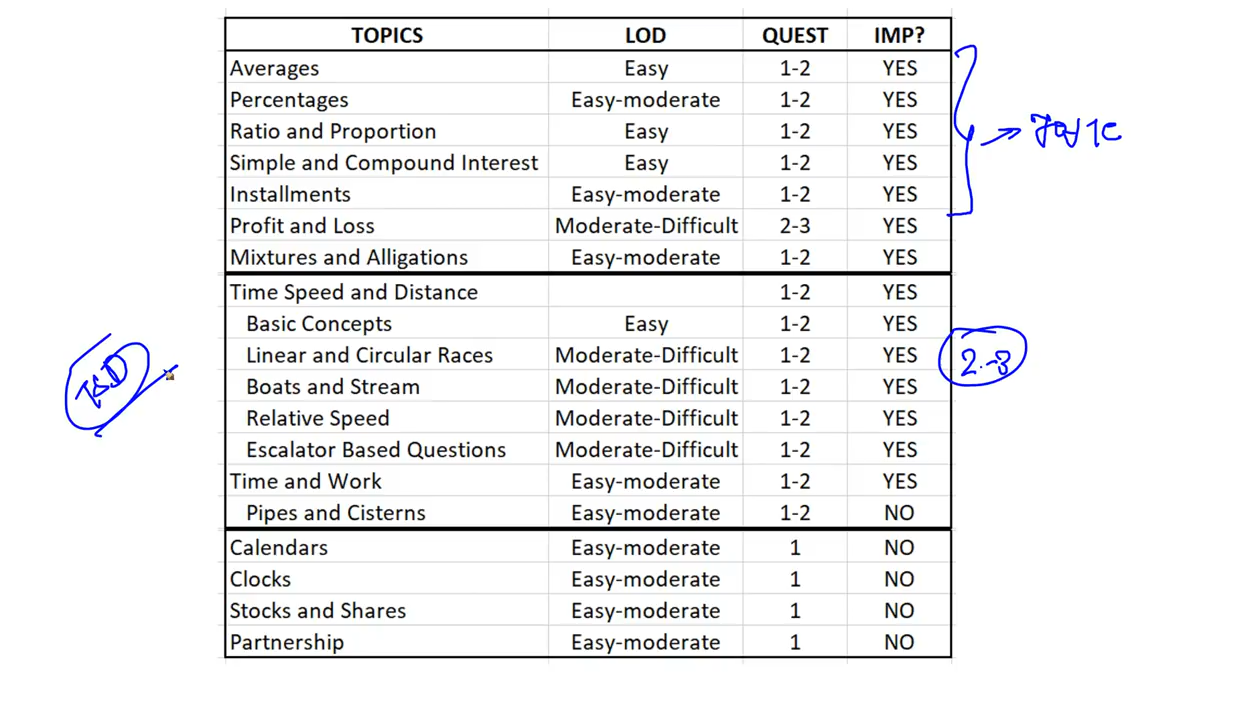 TOPICS LOD QUEST IMP?
Averages Easy 1-2 YES
Percentages Easy-moderate 1-2 YES
Ratio and Proportion Easy 1-2 YES
Simple and Compound Interest Easy 1-2 YES
Installments Easy-moderate 1-2 YES
Profit and Loss Moderate-Difficult 2-3 YES
Mixtures and Alligations Easy-moderate 1-2 YES
Time Speed and Distance 1-2 YES
Basic Concepts Easy 1-2 YES
Linear and Circular Races Moderate-Difficult 1-2 YES
2-3
TSD
Boats and Stream Moderate-Difficult 1-2 YES
Relative Speed Moderate-Difficult 1-2 YES
Escalator Based Questions Moderate-Difficult 1-2 YES
Time and Work Easy-moderate 1-2 YES
Pipes and Cisterns Easy-moderate 1-2 NO
Calendars Easy-moderate 1 NO
Clocks Easy-moderate 1 NO
Stocks and Shares Easy-moderate 1 NO
Partnership Easy-moderate 1 NO